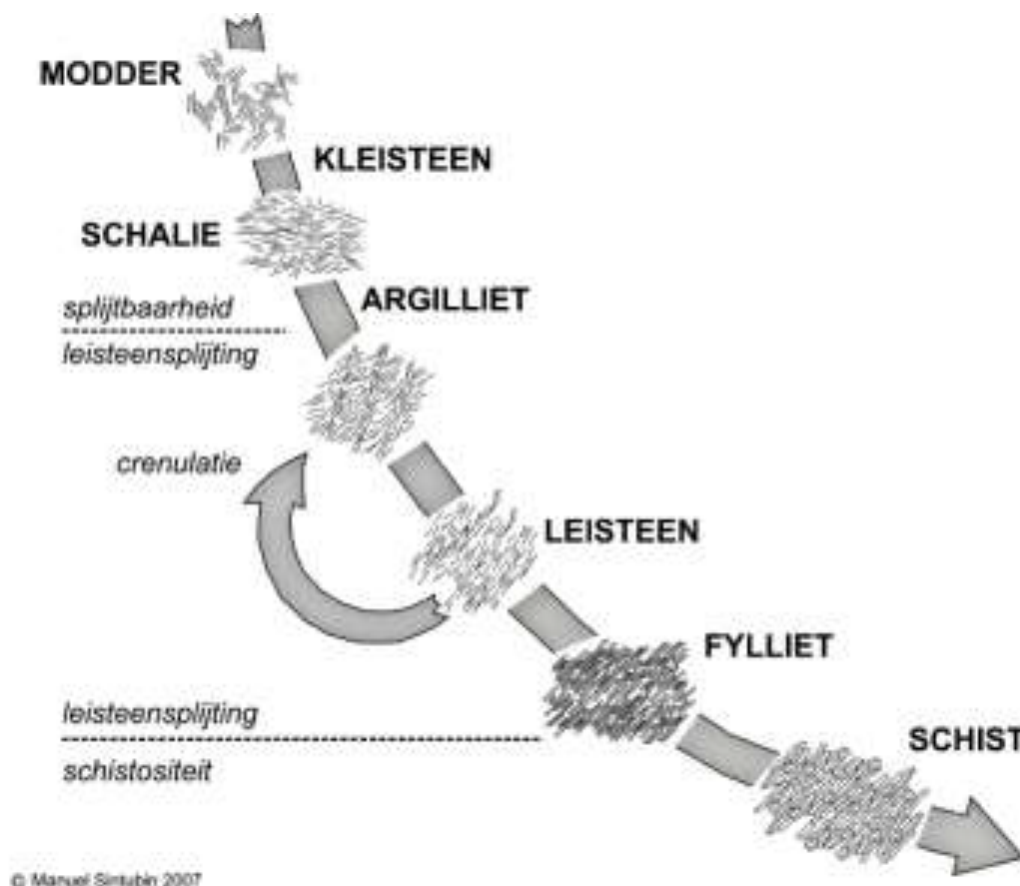 MODDER
KLEISTEEN
SCHALIE
ARGILLIET
splijtbaarheid
leisteensplijting
crenulatie
LEISTEEN
FYLLIET
leisteensplijting
SCHIST
schistositeit
© Manuel Sintubin 2007